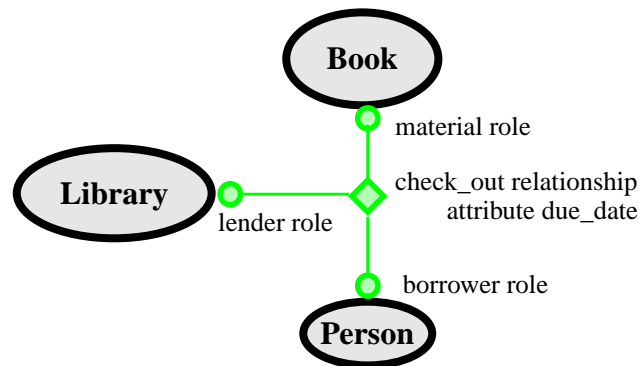 Book
material role
Library
check_out relationship
attribute due_date
lender role
borrower role
Person